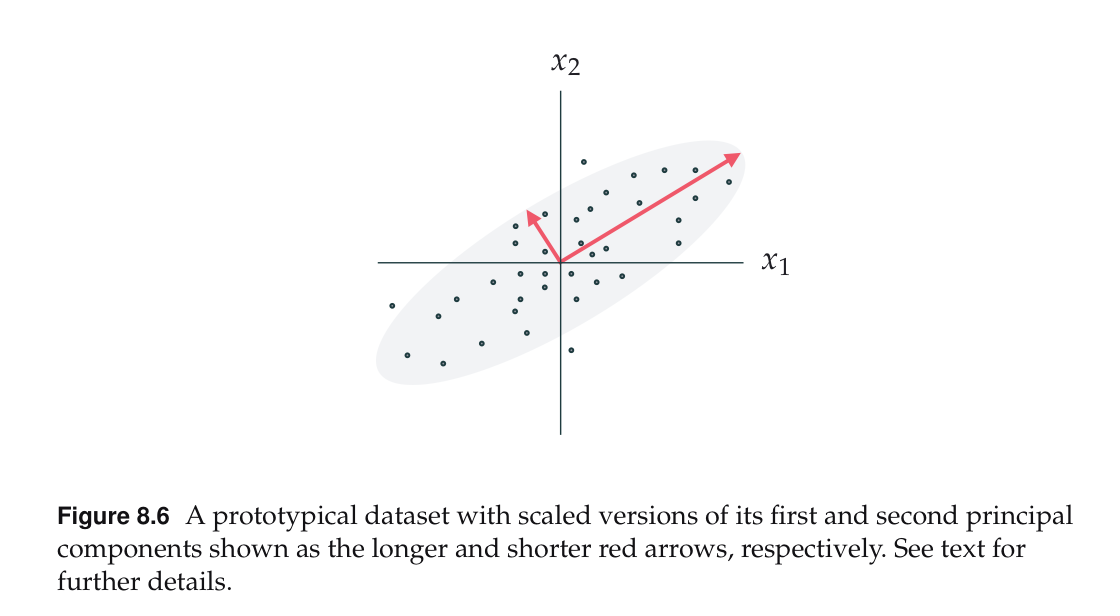 x₂
x₁
Figure 8.6 A prototypical dataset with scaled versions of its first and second principal
components shown as the longer and shorter red arrows, respectively. See text for
further details.